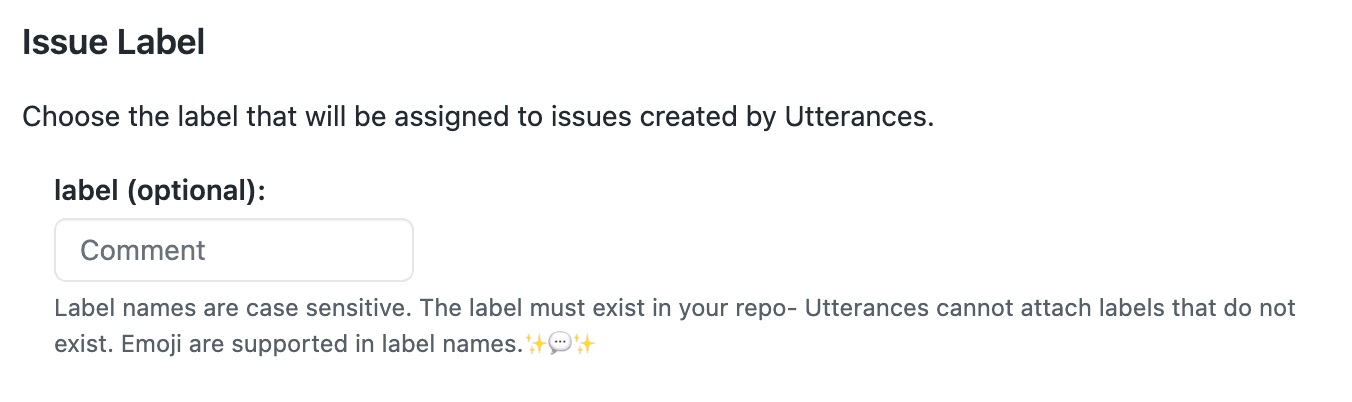 Issue Label
Choose the label that will be assigned to issues created by Utterances.
label (optional):
Comment
Label names are case sensitive. The label must exist in your repo- Utterances cannot attach labels that do not
exist. Emoji are supported in label names.✨💬✨